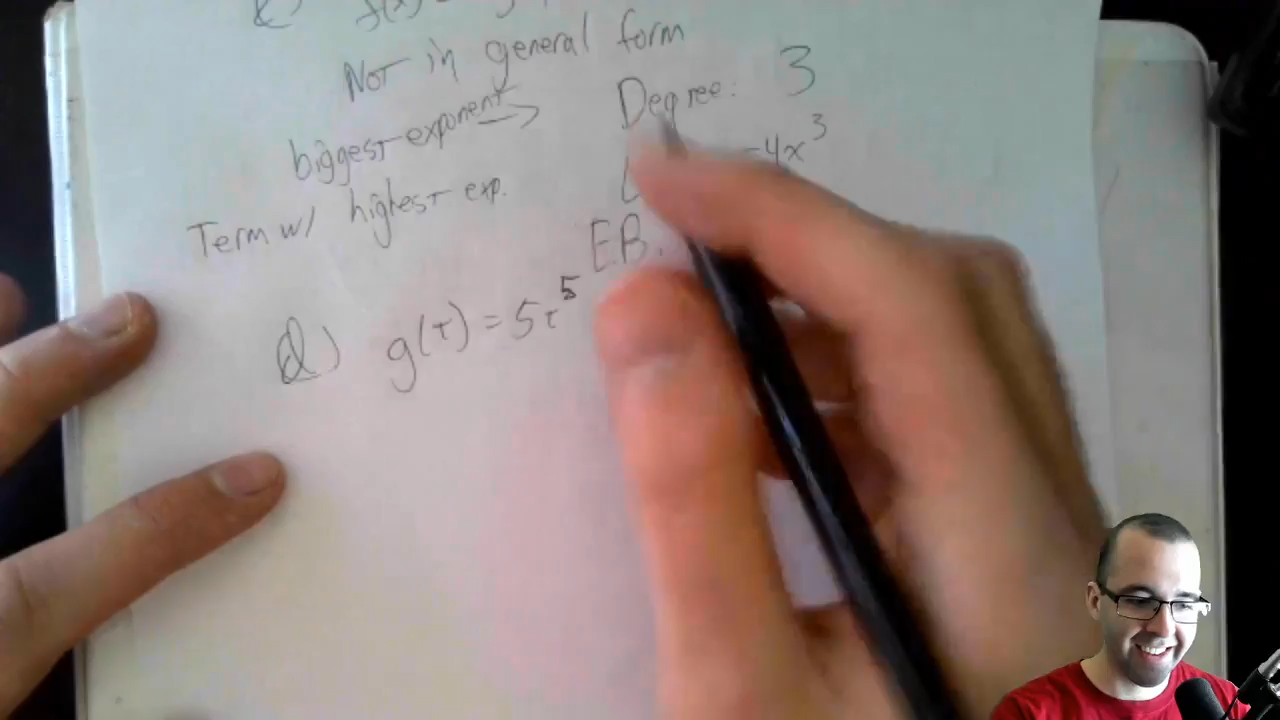 f(x)
Not in general form
biggest exponent → Degree: 3
Term w/ highest exp. L -4x³
EB.
d) g(t) = 5t⁵